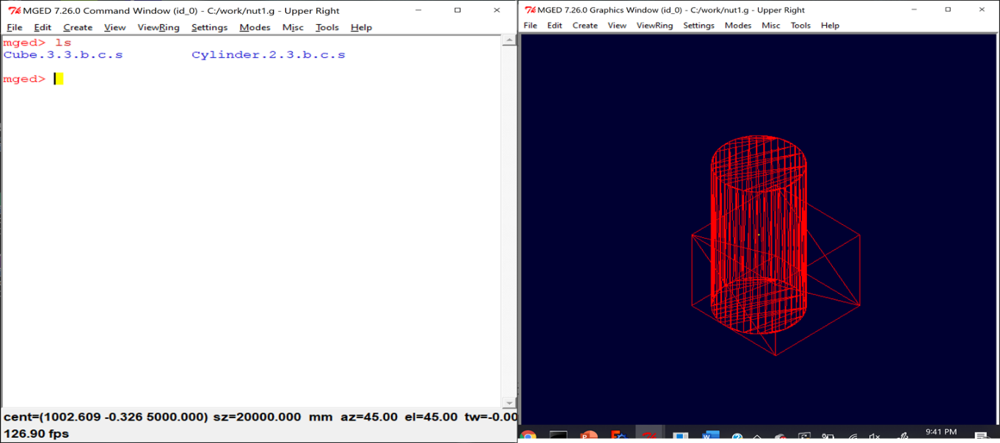 MGED 7.26.0 Command Window (id_0) - C:/work/nut1.g - Upper Right
File Edit Create View ViewRing Settings Modes Misc Tools Help
mged> ls
Cube.3.3.b.c.s Cylinder.2.3.b.c.s
mged>
cent=(1002.609 -0.326 5000.000) sz=20000.000 mm az=45.00 el=45.00 tw=-0.00
126.90 fps
MGED 7.26.0 Graphics Window (id_0) - C:/work/nut1.g - Upper Right
File Edit Create View ViewRing Settings Modes Misc Tools Help
9:41 PM